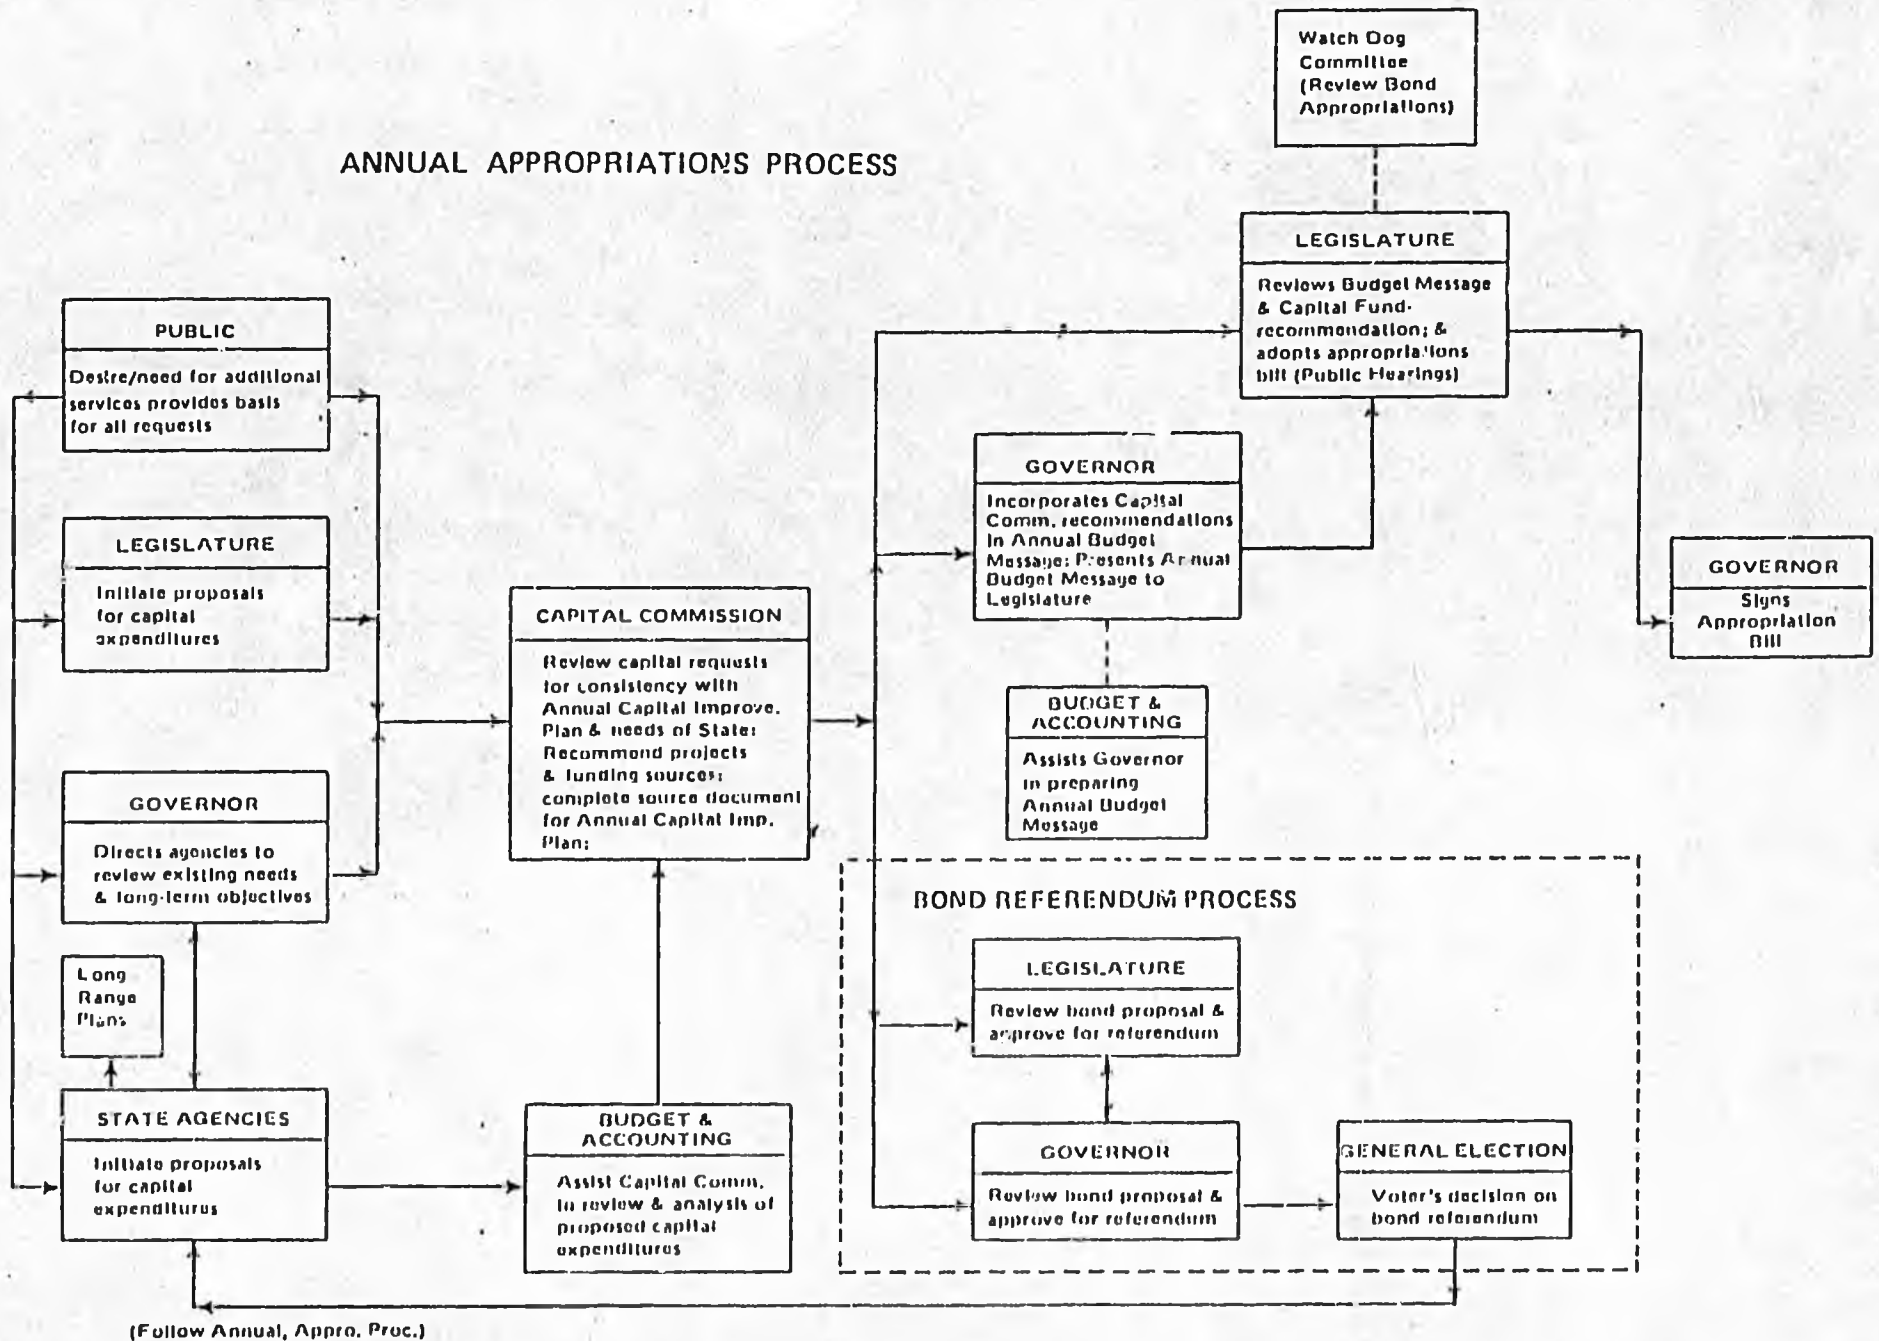 Watch Dog
Committee
(Review Bond
Appropriations)
ANNUAL APPROPRIATIONS PROCESS
LEGISLATURE
Reviews Budget Message
& Capital Fund-
recommendation; &
adopts appropriations
bill (Public Hearings)
PUBLIC
Desire/need for additional
services provides basis
for all requests
LEGISLATURE
Initiate proposals
for capital
expenditures
GOVERNOR
Directs agencies to
review existing needs
& long-term objectives
Long
Range
Plans
STATE AGENCIES
Initiate proposals
for capital
expenditures
CAPITAL COMMISSION
Review capital requests
for consistency with
Annual Capital Improve.
Plan & needs of State;
Recommend projects
& funding sources;
complete source document
for Annual Capital Imp.
Plan;
BUDGET &
ACCOUNTING
Assist Capital Comm.
in review & analysis of
proposed capital
expenditures
GOVERNOR
Incorporates Capital
Comm. recommendations
in Annual Budget
Message; Presents Annual
Budget Message to
Legislature
BUDGET &
ACCOUNTING
Assists Governor
in preparing
Annual Budget
Message
GOVERNOR
Signs
Appropriation
Bill
BOND REFERENDUM PROCESS
LEGISLATURE
Review bond proposal &
approve for referendum
GOVERNOR
Review bond proposal &
approve for referendum
GENERAL ELECTION
Voter's decision on
bond referendum
(Follow Annual, Appro. Proc.)